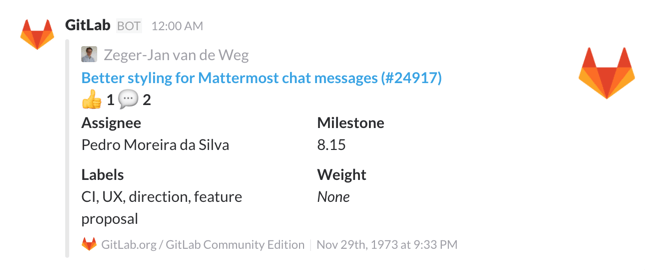 GitLab BOT 12:00 AM
Zeger-Jan van de Weg
Better styling for Mattermost chat messages (#24917)
👍 1 💬 2
Assignee Milestone
Pedro Moreira da Silva 8.15
Labels Weight
CI, UX, direction, feature None
proposal
GitLab.org / GitLab Community Edition | Nov 29th, 1973 at 9:33 PM